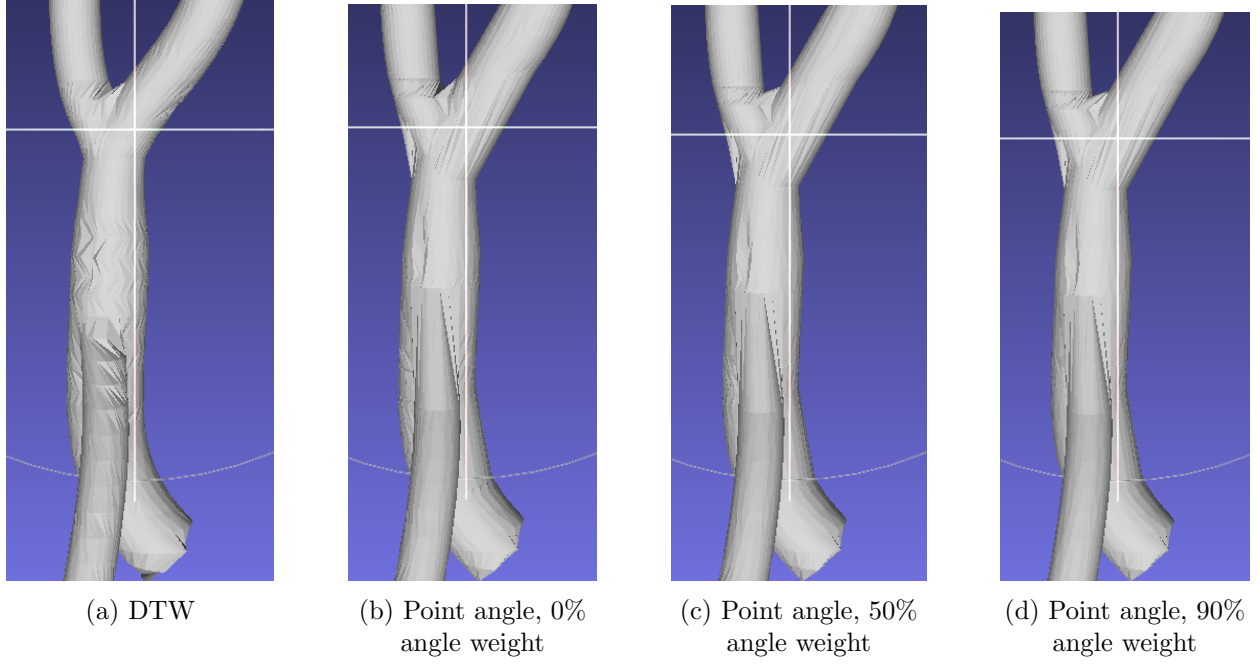 (a) DTW
(b) Point angle, 0%
angle weight
(c) Point angle, 50%
angle weight
(d) Point angle, 90%
angle weight